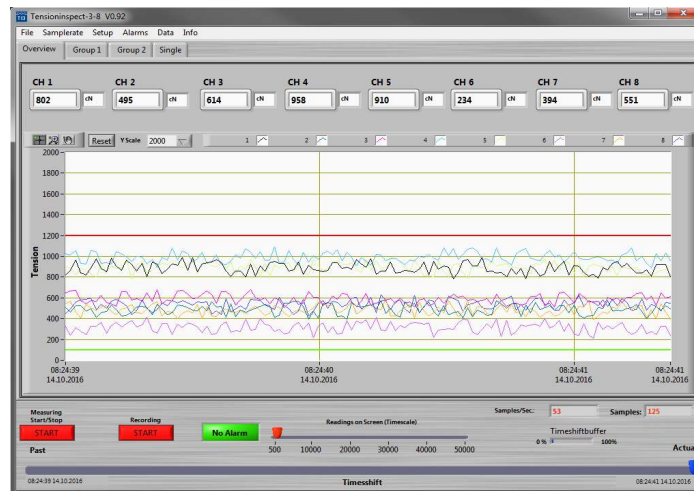 Tensioninspect-3-8 V0.92
File Samplerate Setup Alarms Data Info
Overview Group 1 Group 2 Single
CH 1 CH 2 CH 3 CH 4 CH 5 CH 6 CH 7 CH 8
802 cN 495 cN 614 cN 958 cN 910 cN 234 cN 394 cN 551 cN
Reset Y Scale 2000 1 2 3 4 5 6 7 8
Tension
2000
1800
1600
1400
1200
1000
800
600
400
200
0
08:24:39 08:24:40 08:24:41 08:24:41
14.10.2016 14.10.2016 14.10.2016 14.10.2016
Measuring Start/Stop
START
Recording
START
No Alarm
Readings on Screen (Timescale)
500 10000 20000 30000 40000 50000
Samples/Sec: 53 Samples: 125
Timeshiftbuffer
0 % 100%
Past Actua
08:24:39 14.10.2016 Timesshift 08:24:41 14.10.2016